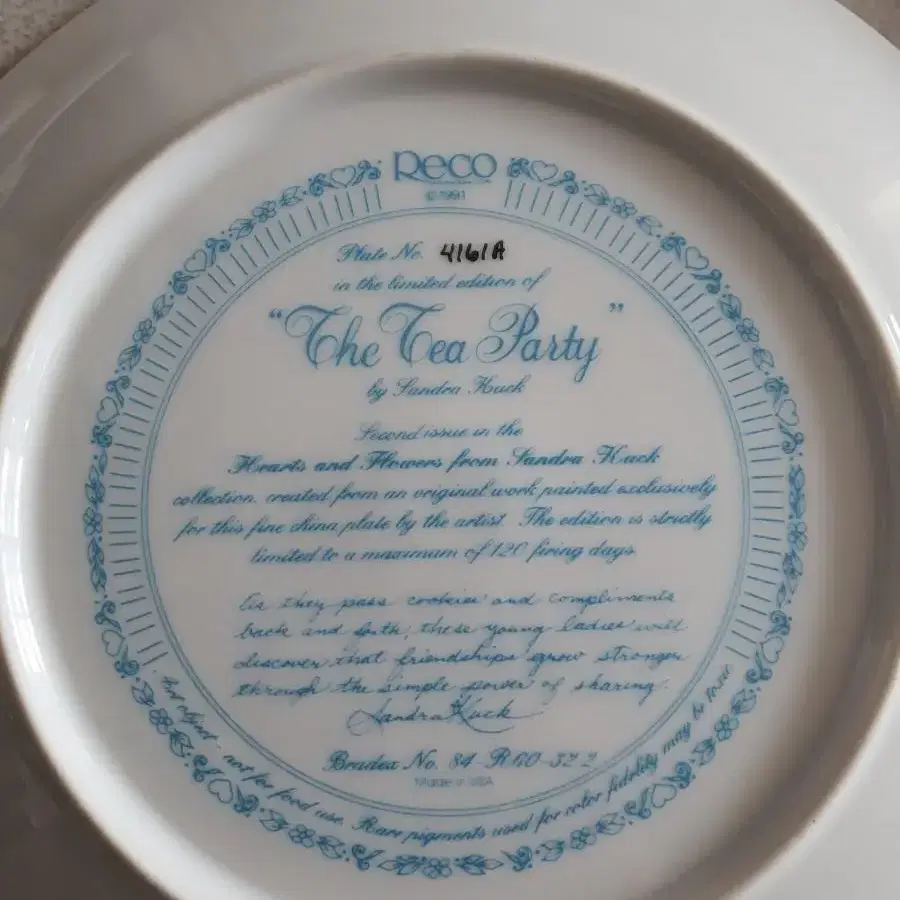 Reco
© 1991
Plate No. 4161A
in the limited edition of
"The Tea Party"
by Sandra Kuck
Second issue in the
Hearts and Flowers from Sandra Kuck
collection, created from an original work painted exclusively
for this fine china plate by the artist. The edition is strictly
limited to a maximum of 120 firing days.
As they pass cookies and compliments
back and forth, these young ladies will
discover that friendships grow stronger
through the simple power of sharing.
Sandra Kuck
Bradex No. 84-R60-32.2
Made in USA
Art object - not for food use. Rare pigments used for color fidelity may be toxic